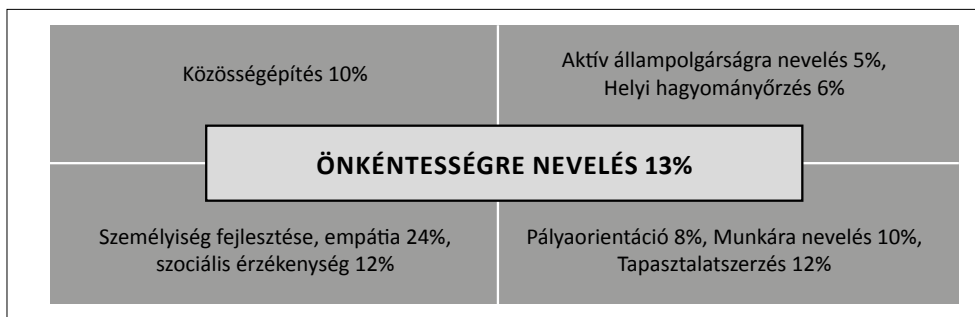 Közösségépítés 10%
Aktív állampolgárságra nevelés 5%,
Helyi hagyományőrzés 6%
ÖNKÉNTESSÉGRE NEVELÉS 13%
Személyiség fejlesztése, empátia 24%,
szociális érzékenység 12%
Pályaorientáció 8%, Munkára nevelés 10%,
Tapasztalatszerzés 12%